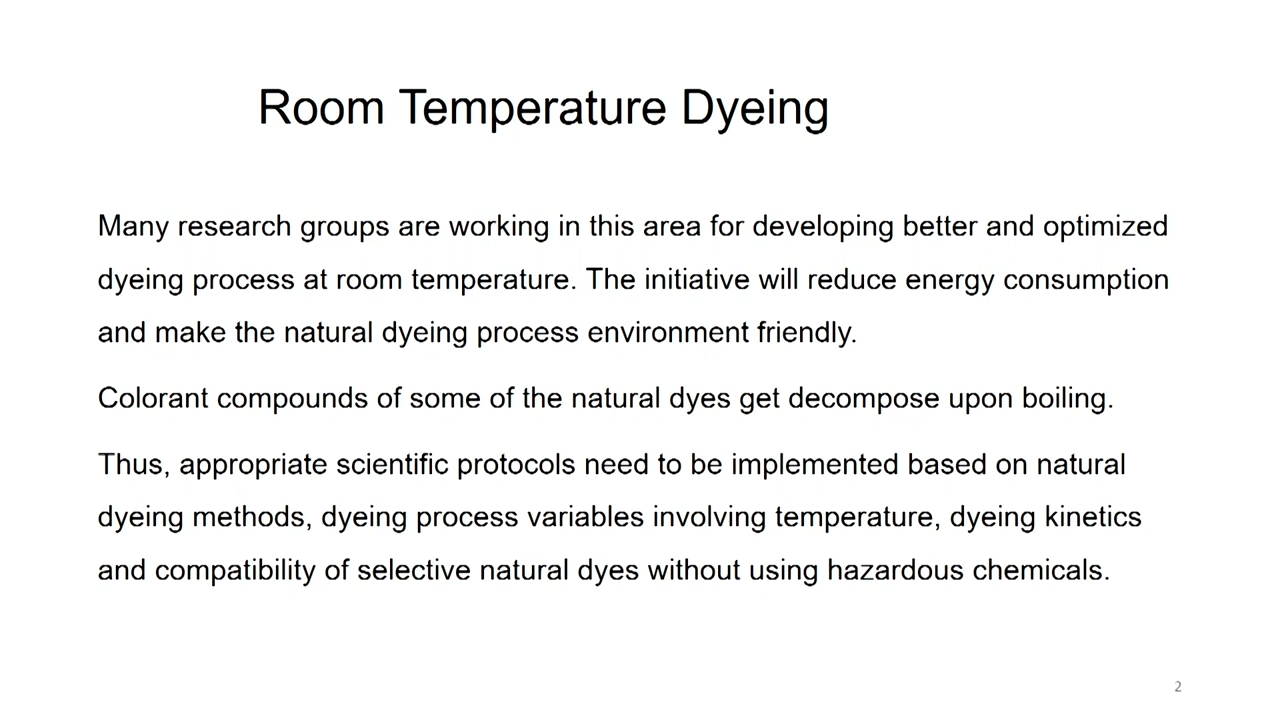 Room Temperature Dyeing
Many research groups are working in this area for developing better and optimized
dyeing process at room temperature. The initiative will reduce energy consumption
and make the natural dyeing process environment friendly.
Colorant compounds of some of the natural dyes get decompose upon boiling.
Thus, appropriate scientific protocols need to be implemented based on natural
dyeing methods, dyeing process variables involving temperature, dyeing kinetics
and compatibility of selective natural dyes without using hazardous chemicals.
2